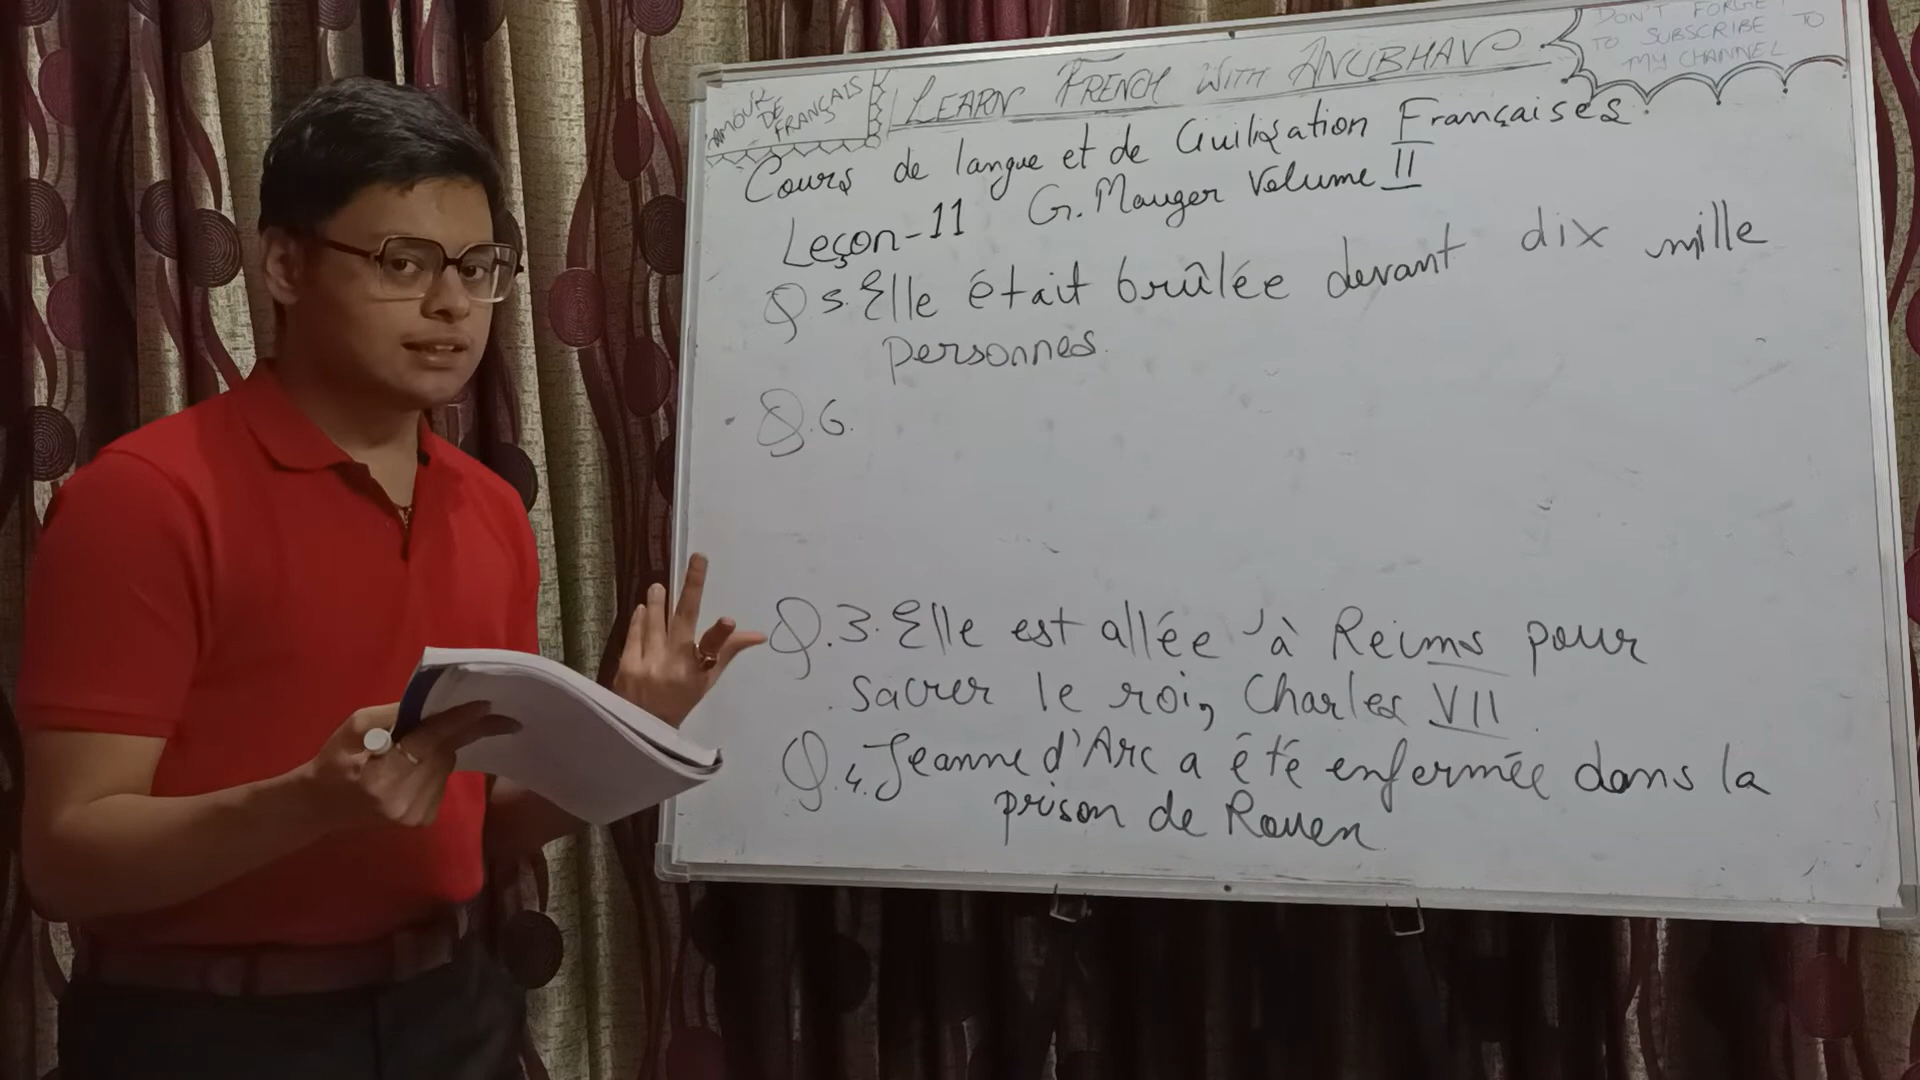 AMOUR
DE
FRANÇAIS
LEARN FRENCH WITH ANUBHAV
DON'T FORGET
TO SUBSCRIBE TO
MY CHANNEL
Cours de langue et de Civilisation Françaises.
Leçon-11 G. Mauger Volume II
Q 5. Elle était brûlée devant dix mille
personnes.
Q.6.
Q.3. Elle est allée à Reims pour
sacrer le roi, Charles VII.
Q.4. Jeanne d'Arc a été enfermée dans la
prison de Rouen